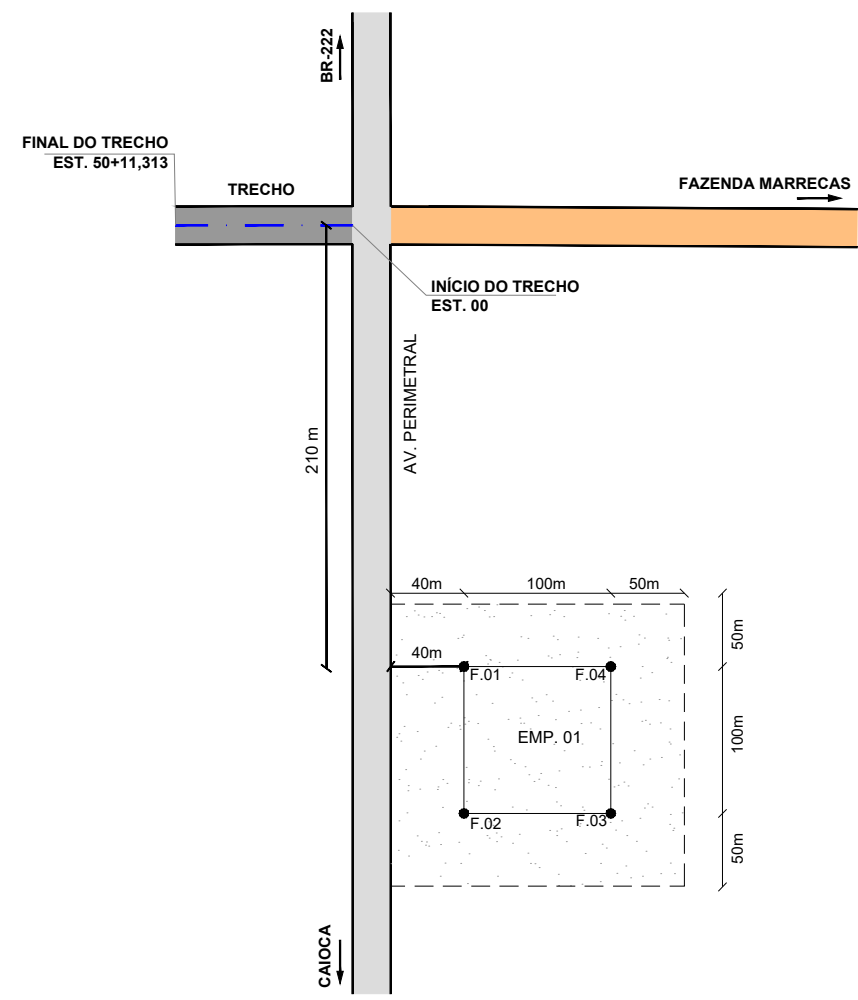 BR-222
FINAL DO TRECHO
EST. 50+11,313
TRECHO
FAZENDA MARRECAS
INÍCIO DO TRECHO
EST. 00
AV. PERIMETRAL
210 m
40m
100m
50m
50m
40m
F.01
F.04
EMP. 01
100m
F.02
F.03
50m
CAIOCA